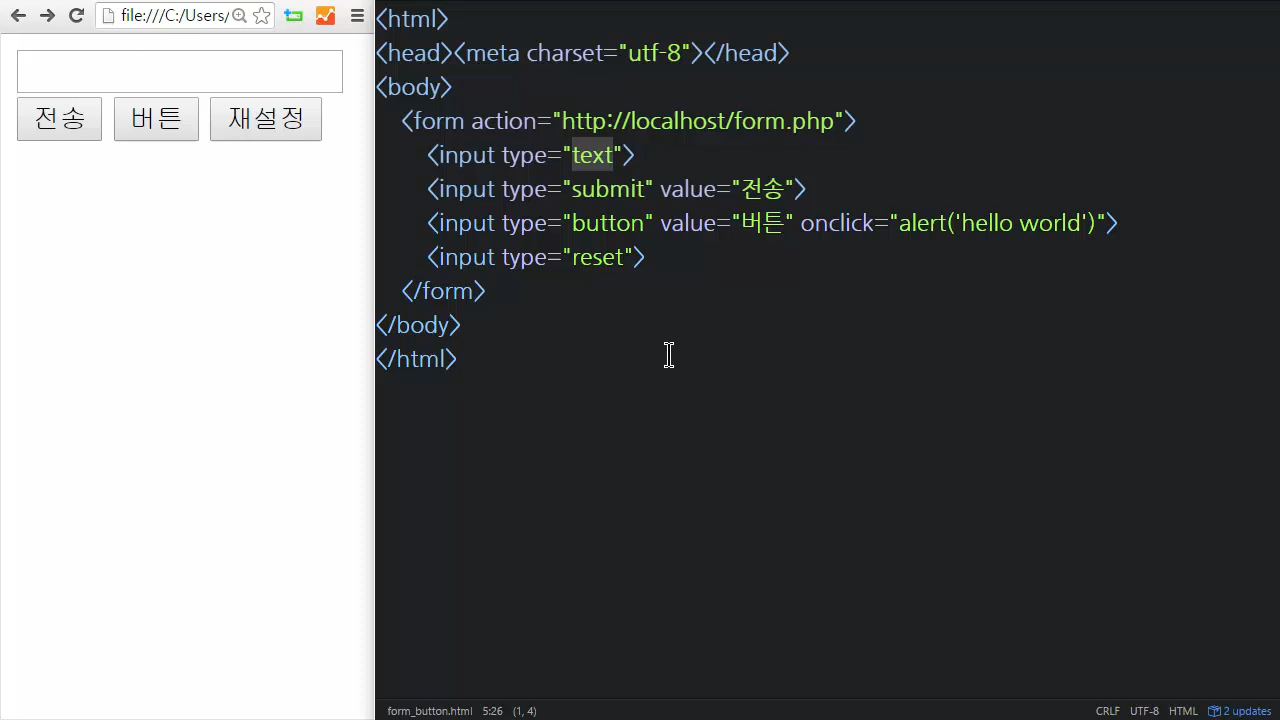 file:///C:/Users/
전송 버튼 재설정
<html>
<head><meta charset="utf-8"></head>
<body>
<form action="http://localhost/form.php">
<input type="text">
<input type="submit" value="전송">
<input type="button" value="버튼" onclick="alert('hello world')">
<input type="reset">
</form>
</body>
</html>
form_button.html 5:26 (1, 4) CRLF UTF-8 HTML 2 updates